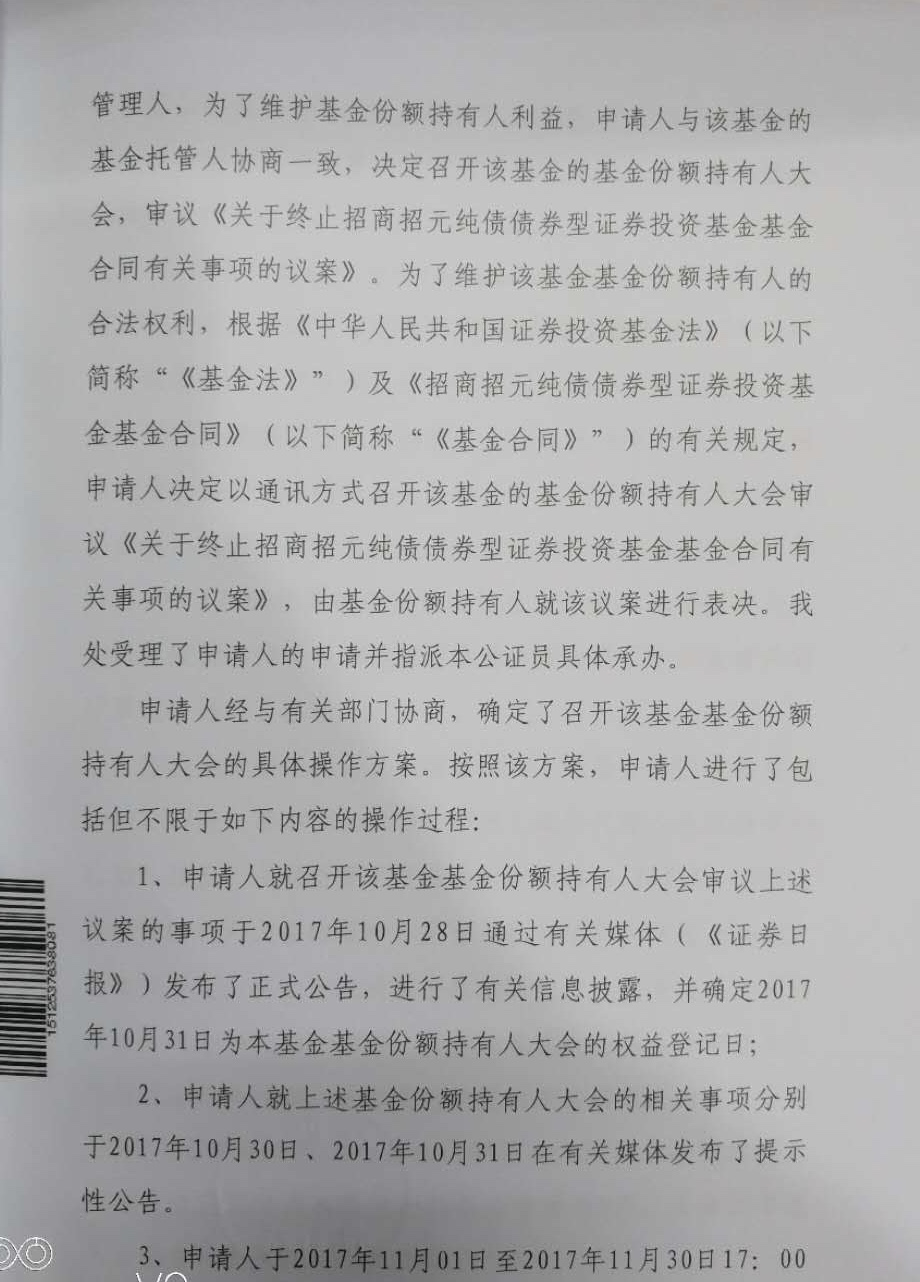 管理人，为了维护基金份额持有人利益，申请人与该基金的
基金托管人协商一致，决定召开该基金的基金份额持有人大
会，审议《关于终止招商招元纯债债券型证券投资基金基金
合同有关事项的议案》。为了维护该基金基金份额持有人的
合法权利，根据《中华人民共和国证券投资基金法》（以下
简称“《基金法》”）及《招商招元纯债债券型证券投资基
金基金合同》（以下简称“《基金合同》”）的有关规定，
申请人决定以通讯方式召开该基金的基金份额持有人大会审
议《关于终止招商招元纯债债券型证券投资基金基金合同有
关事项的议案》，由基金份额持有人就该议案进行表决。我
处受理了申请人的申请并指派本公证员具体承办。
申请人经与有关部门协商，确定了召开该基金基金份额
持有人大会的具体操作方案。按照该方案，申请人进行了包
括但不限于如下内容的操作过程：
1、申请人就召开该基金基金份额持有人大会审议上述
议案的事项于2017年10月28日通过有关媒体（《证券日
报》）发布了正式公告，进行了有关信息披露，并确定2017
年10月31日为本基金基金份额持有人大会的权益登记日；
2、申请人就上述基金份额持有人大会的相关事项分别
于2017年10月30日、2017年10月31日在有关媒体发布了提示
性公告。
3、申请人于2017年11月01日至2017年11月30日17：00
1512537638081